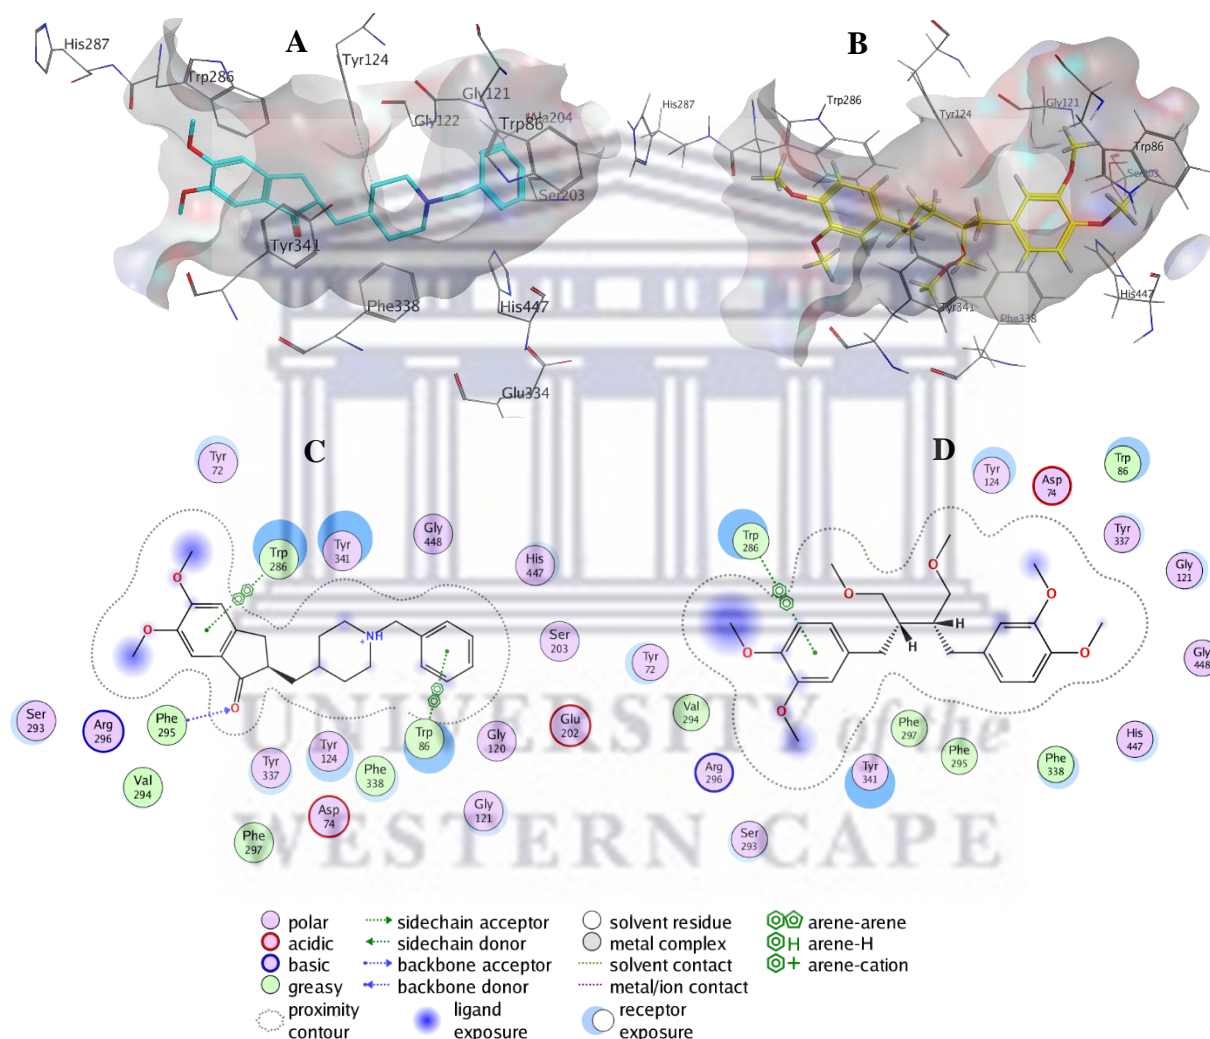 A
His287
Trp286
Tyr124
Gly121
Gly122
Trp86
Ala204
Ser203
Tyr341
Phe338
His447
Glu334
B
His287
Trp286
Tyr124
Gly121
Trp86
Ser203
Tyr341
Phe338
His447
C
Tyr
72
Trp
286
Tyr
341
Gly
448
His
447
Ser
203
Glu
202
Gly
120
Gly
121
Trp
86
Phe
338
Tyr
124
Asp
74
Tyr
337
Phe
297
Val
294
Phe
295
Arg
296
Ser
293
O
O
O
NH
+
D
Tyr
124
Asp
74
Trp
86
Tyr
337
Gly
121
Gly
448
His
447
Phe
338
Phe
295
Phe
297
Tyr
341
Ser
293
Arg
296
Val
294
Tyr
72
Trp
286
O
O
O
O
O
O
H
H
UNIVERSITY of the
WESTERN CAPE
polar sidechain acceptor solvent residue arene-arene
acidic sidechain donor metal complex H arene-H
basic backbone acceptor solvent contact + arene-cation
greasy backbone donor metal/ion contact
proximity ligand receptor
contour exposure exposure